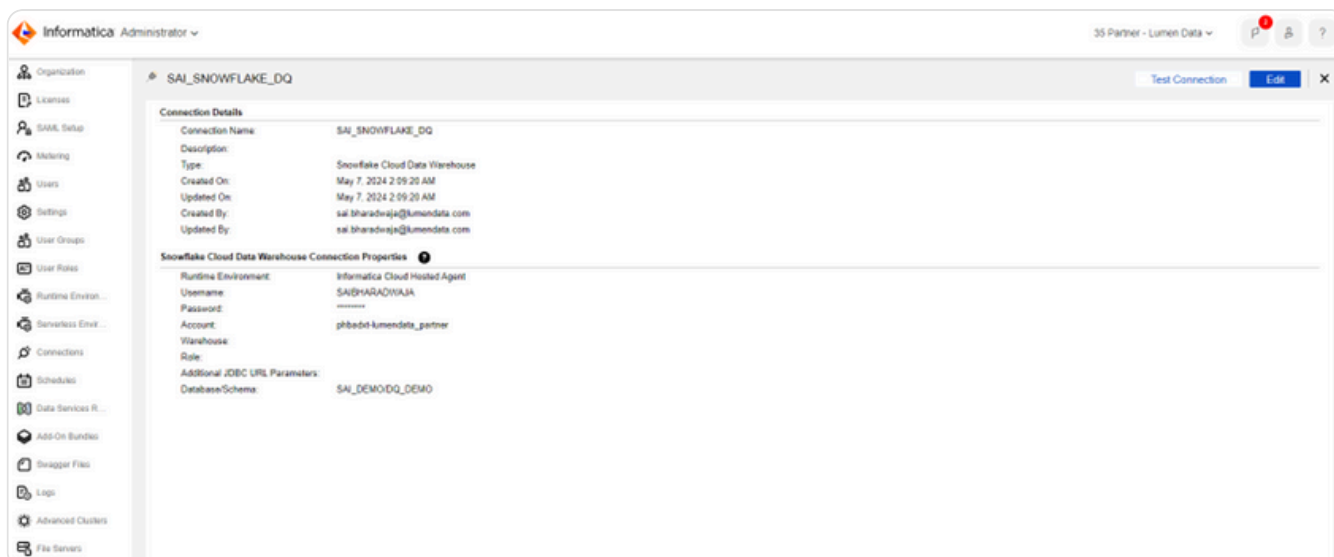 Informatica Administrator
35 Partner - Lumen Data
?
Organization
Licenses
SAML Setup
Metering
Users
Settings
User Groups
User Roles
Runtime Environ...
Serverless Envir...
Connections
Schedules
Data Services R...
Add-On Bundles
Swagger Files
Logs
Advanced Clusters
File Servers
SAI_SNOWFLAKE_DQ
Test Connection
Edit
Connection Details
Connection Name: SAI_SNOWFLAKE_DQ
Description:
Type: Snowflake Cloud Data Warehouse
Created On: May 7, 2024 2:09:20 AM
Updated On: May 7, 2024 2:09:20 AM
Created By: sai.bharadwaja@lumendata.com
Updated By: sai.bharadwaja@lumendata.com
Snowflake Cloud Data Warehouse Connection Properties ?
Runtime Environment: Informatica Cloud Hosted Agent
Username: SAIBHARADWAJA
Password: ********
Account: phbadxt-lumendata_partner
Warehouse:
Role:
Additional JDBC URL Parameters:
Database/Schema: SAI_DEMO/DQ_DEMO